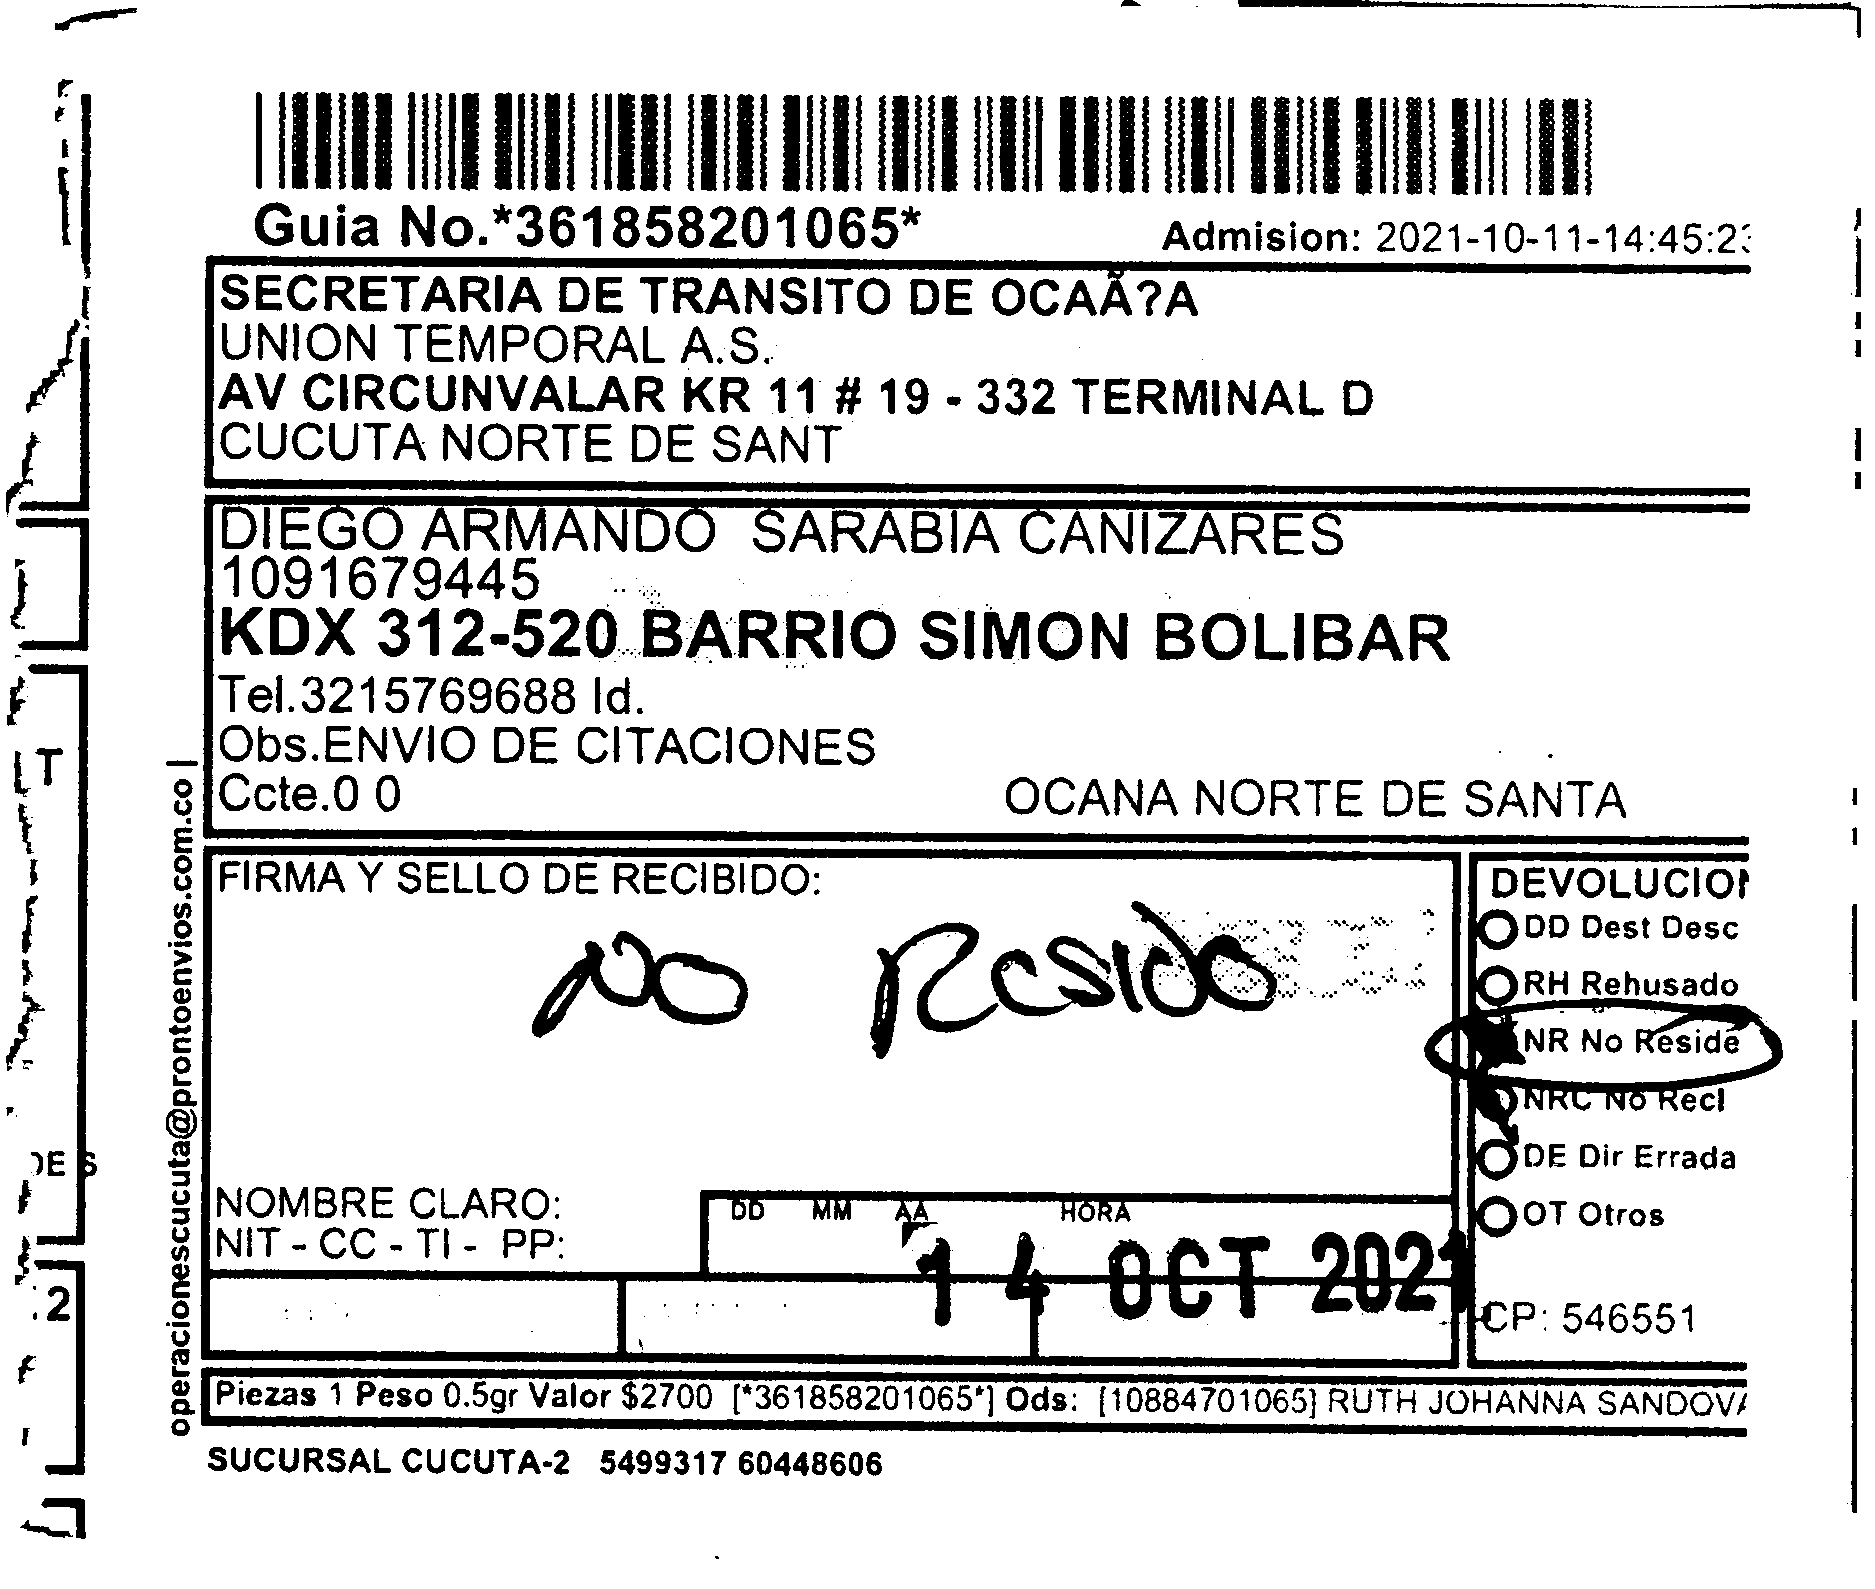 Guia No.*361858201065*
Admision: 2021-10-11-14:45:23
SECRETARIA DE TRANSITO DE OCAÃ?A
UNION TEMPORAL A.S.
AV CIRCUNVALAR KR 11 # 19 - 332 TERMINAL D
CUCUTA NORTE DE SANT
DIEGO ARMANDO SARABIA CANIZARES
1091679445
KDX 312-520 BARRIO SIMON BOLIBAR
Tel.3215769688 Id.
Obs.ENVIO DE CITACIONES
Ccte.0 0
OCANA NORTE DE SANTA
operacionescucuta@prontoenvios.com.co |
FIRMA Y SELLO DE RECIBIDO:
No Reside
DEVOLUCION
DD Dest Desc
RH Rehusado
NR No Reside
NRC No Recl
DE Dir Errada
OT Otros
NOMBRE CLARO:
NIT - CC - TI - PP:
DD MM AA HORA
14 OCT 2021
CP: 546551
Piezas 1 Peso 0.5gr Valor $2700 [*361858201065*] Ods: [10884701065] RUTH JOHANNA SANDOVA
SUCURSAL CUCUTA-2 5499317 60448606